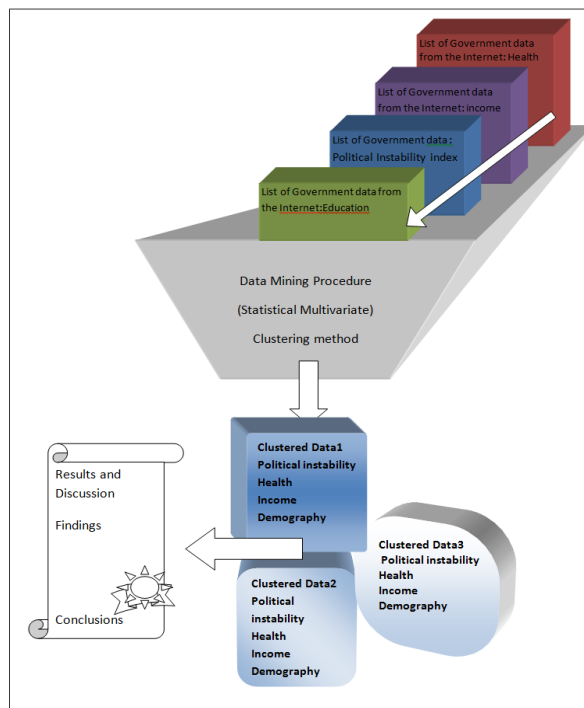 List of Government data
from the Internet: Health
List of Government data
from the Internet: income
List of Government data :
Political Instability index
List of Government data from
the Internet:Education
Data Mining Procedure
(Statistical Multivariate)
Clustering method
Clustered Data1
Political instability
Health
Income
Demography
Results and
Discussion
Findings
Conclusions
Clustered Data3
Political instability
Health
Income
Demography
Clustered Data2
Political
instability
Health
Income
Demography